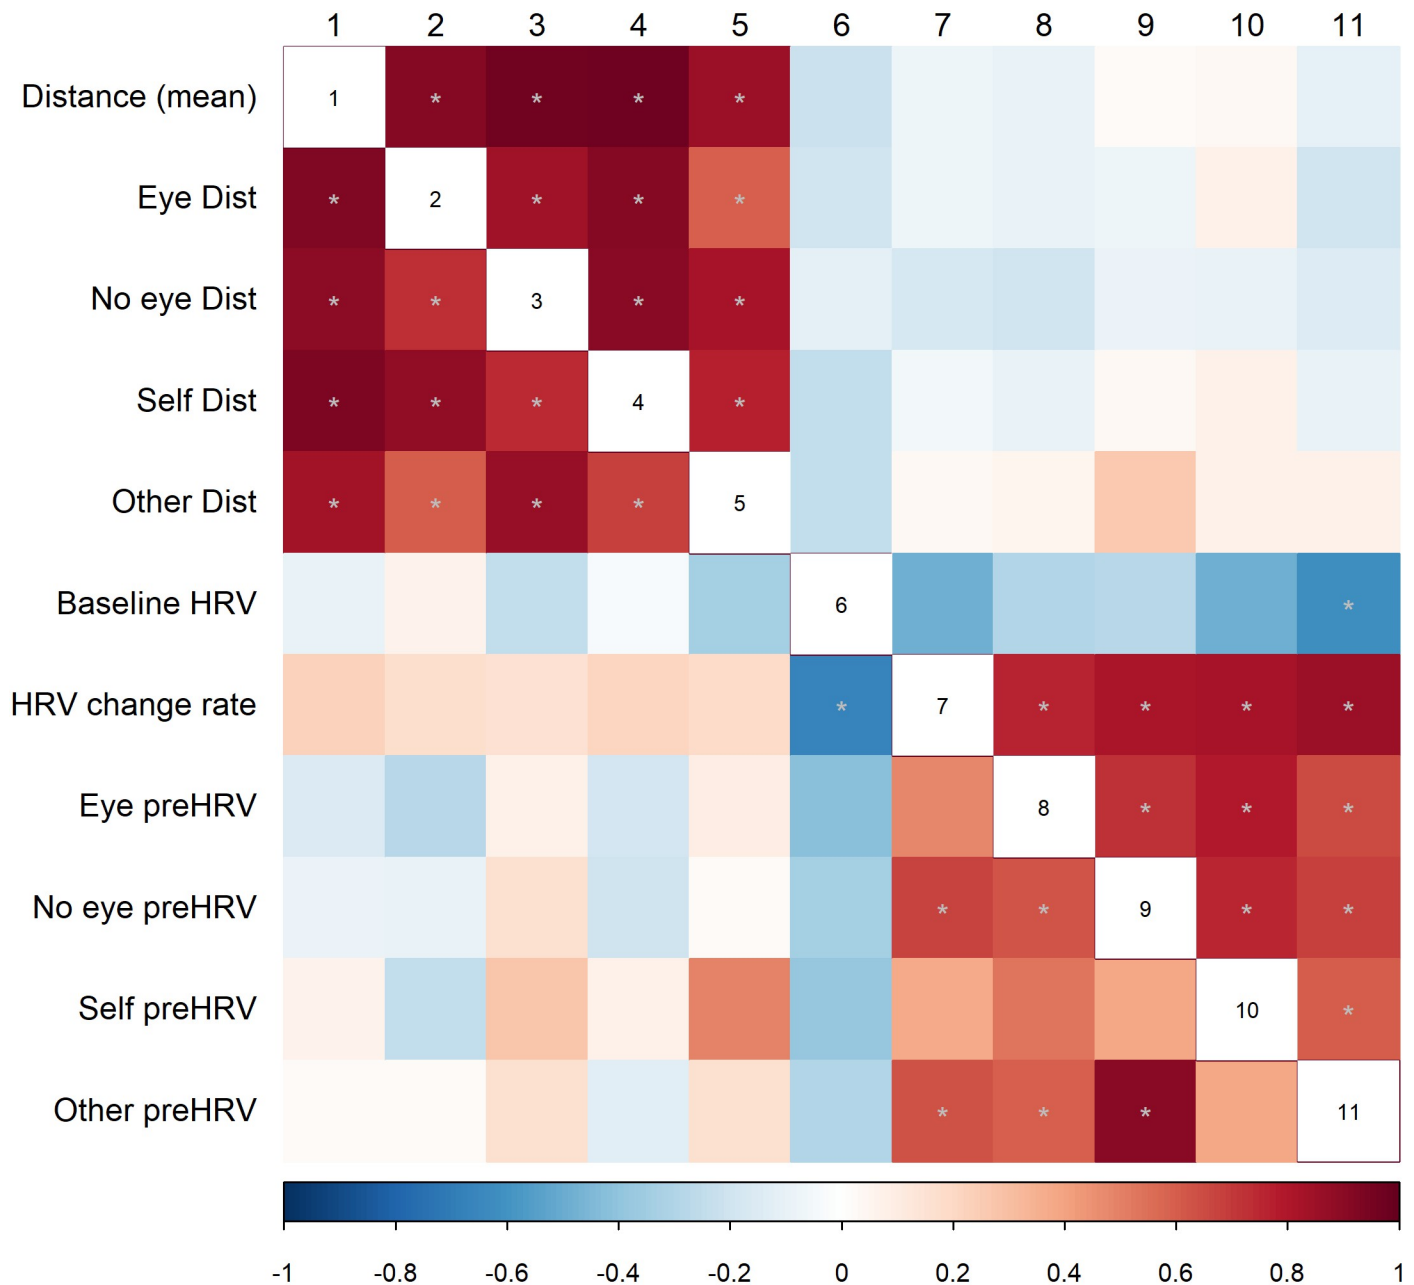 1 2 3 4 5 6 7 8 9 10 11
Distance (mean) 1 * * * *
Eye Dist * 2 * * *
No eye Dist * * 3 * *
Self Dist * * * 4 *
Other Dist * * * * 5
Baseline HRV 6 *
HRV change rate * 7 * * * *
Eye preHRV 8 * * *
No eye preHRV * * 9 * *
Self preHRV 10 *
Other preHRV * * * 11
-1 -0.8 -0.6 -0.4 -0.2 0 0.2 0.4 0.6 0.8 1